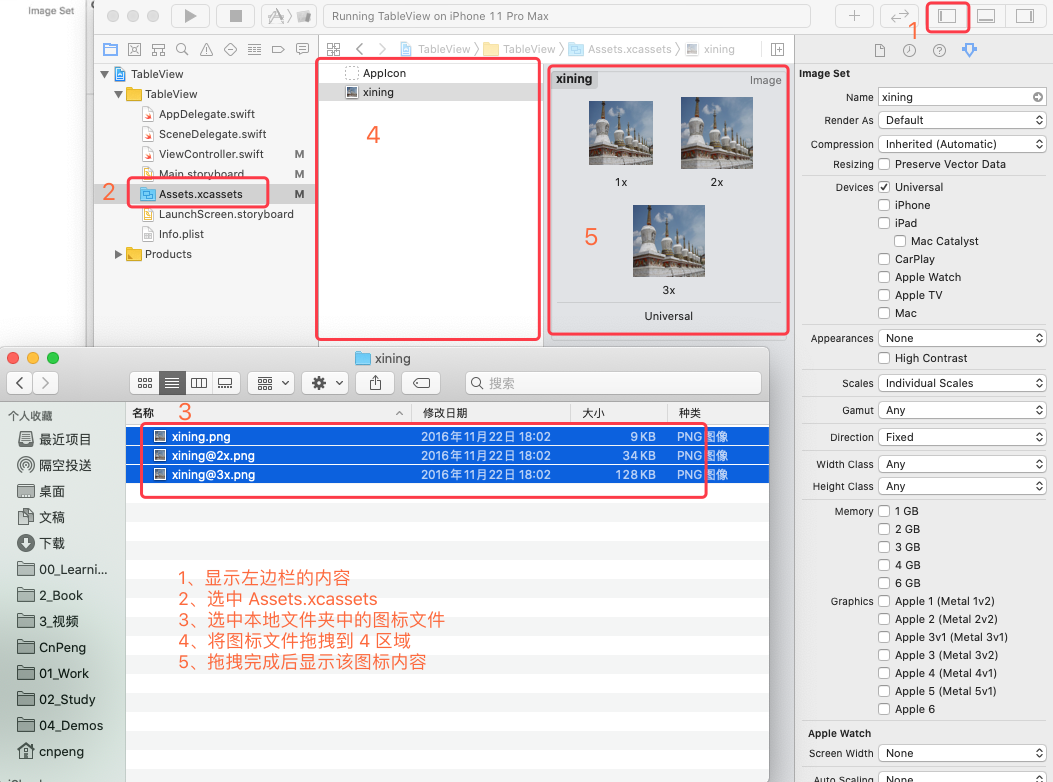 Image Set
Running TableView on iPhone 11 Pro Max
1
TableView
TableView
Assets.xcassets
xining
TableView
TableView
AppDelegate.swift
SceneDelegate.swift
ViewController.swift M
Main.storyboard M
2
Assets.xcassets M
LaunchScreen.storyboard
Info.plist
Products
AppIcon
xining
4
xining
Image
1x
2x
5
3x
Universal
Image Set
Name xining
Render As Default
Compression Inherited (Automatic)
Resizing Preserve Vector Data
Devices Universal
iPhone
iPad
Mac Catalyst
CarPlay
Apple Watch
Apple TV
Mac
Appearances None
High Contrast
Scales Individual Scales
Gamut Any
Direction Fixed
Width Class Any
Height Class Any
Memory 1 GB
2 GB
3 GB
4 GB
6 GB
Graphics Apple 1 (Metal 1v2)
Apple 2 (Metal 2v2)
Apple 3v1 (Metal 3v1)
Apple 3 (Metal 3v2)
Apple 4 (Metal 4v1)
Apple 5 (Metal 5v1)
Apple 6
Apple Watch
Screen Width None
Auto Scaling None
xining
搜索
个人收藏
最近项目
隔空投送
桌面
文稿
下载
00_Learni...
2_Book
3_视频
CnPeng
01_Work
02_Study
04_Demos
cnpeng
名称 3 修改日期 大小 种类
xining.png 2016年11月22日 18:02 9 KB PNG图像
xining@2x.png 2016年11月22日 18:02 34 KB PNG图像
xining@3x.png 2016年11月22日 18:02 128 KB PNG图像
1、显示左边栏的内容
2、选中 Assets.xcassets
3、选中本地文件夹中的图标文件
4、将图标文件拖拽到 4 区域
5、拖拽完成后显示该图标内容